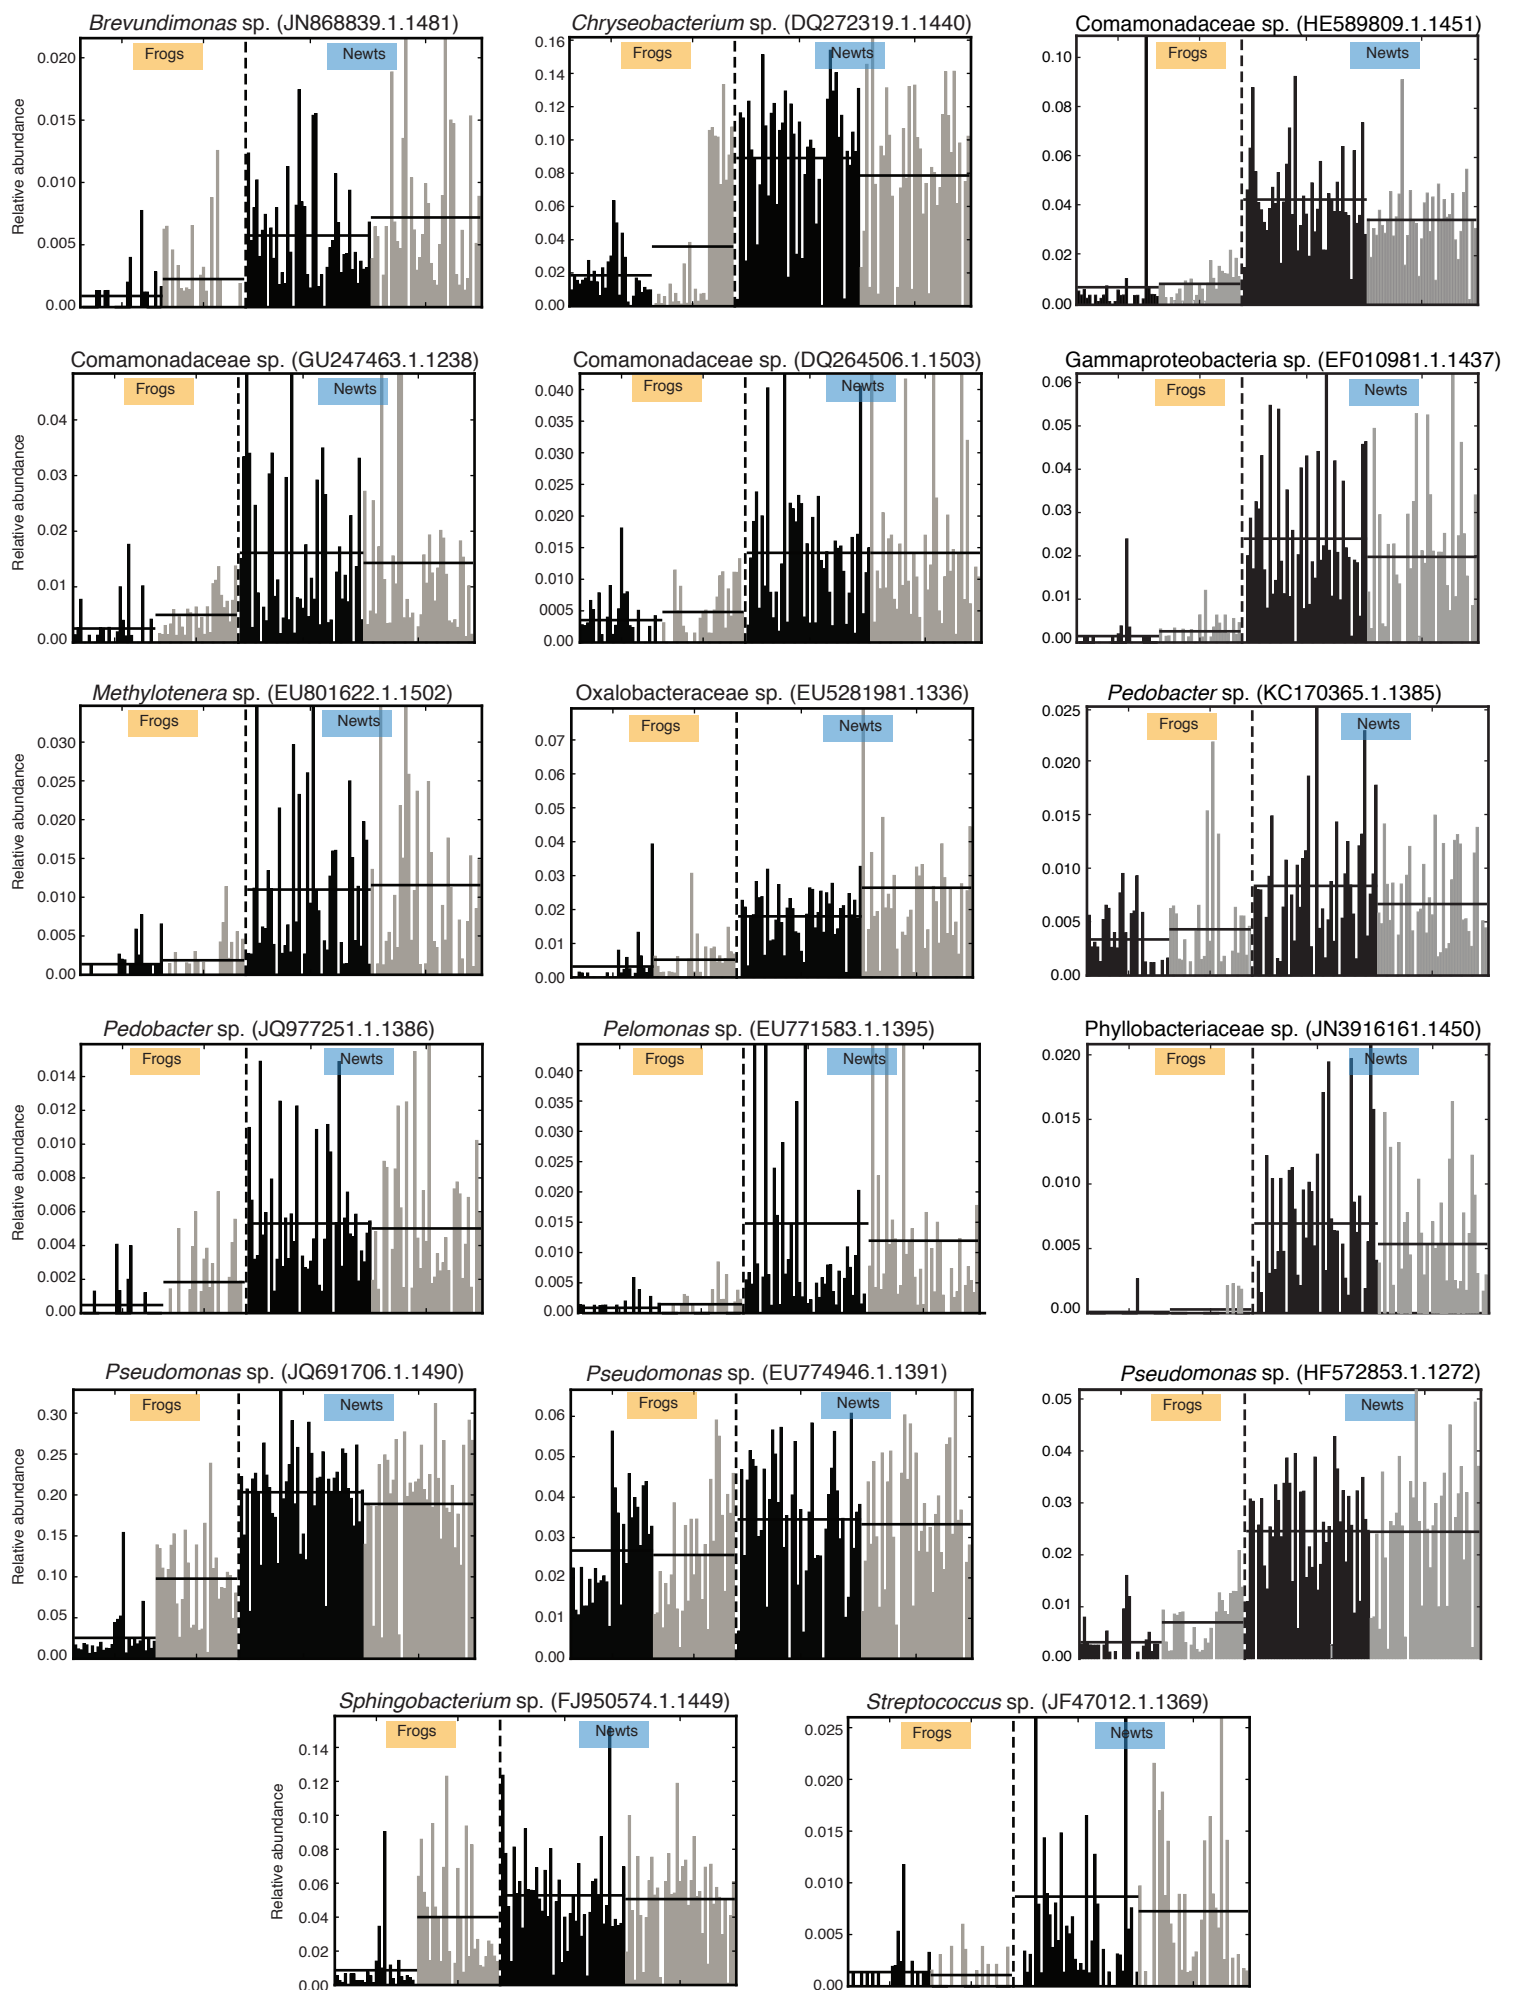 Brevundimonas sp. (JN868839.1.1481)
Frogs
Newts
Relative abundance
0.020
0.015
0.010
0.005
0.00
Chryseobacterium sp. (DQ272319.1.1440)
Frogs
Newts
0.16
0.14
0.12
0.10
0.08
0.06
0.04
0.02
0.00
Comamonadaceae sp. (HE589809.1.1451)
Frogs
Newts
0.10
0.08
0.06
0.04
0.02
0.00
Comamonadaceae sp. (GU247463.1.1238)
Frogs
Newts
Relative abundance
0.04
0.03
0.02
0.01
0.00
Comamonadaceae sp. (DQ264506.1.1503)
Frogs
Newts
0.040
0.035
0.030
0.025
0.020
0.015
0.010
0005
0.00
Gammaproteobacteria sp. (EF010981.1.1437)
Frogs
Newts
0.06
0.05
0.04
0.03
0.02
0.01
0.00
Methylotenera sp. (EU801622.1.1502)
Frogs
Newts
Relative abundance
0.030
0.025
0.020
0.015
0.010
0.005
0.00
Oxalobacteraceae sp. (EU5281981.1336)
Frogs
Newts
0.07
0.06
0.05
0.04
0.03
0.02
0.01
0.00
Pedobacter sp. (KC170365.1.1385)
Frogs
Newts
0.025
0.020
0.015
0.010
0.005
0.00
Pedobacter sp. (JQ977251.1.1386)
Frogs
Newts
Relative abundance
0.014
0.012
0.010
0.008
0.006
0.004
0.002
0.00
Pelomonas sp. (EU771583.1.1395)
Frogs
Newts
0.040
0.035
0.030
0.025
0.020
0.015
0.010
0.005
0.00
Phyllobacteriaceae sp. (JN3916161.1450)
Frogs
Newts
0.020
0.015
0.010
0.005
0.00
Pseudomonas sp. (JQ691706.1.1490)
Frogs
Newts
Relative abundance
0.30
0.25
0.20
0.15
0.10
0.05
0.00
Pseudomonas sp. (EU774946.1.1391)
Frogs
Newts
0.06
0.05
0.04
0.03
0.02
0.01
0.00
Pseudomonas sp. (HF572853.1.1272)
Frogs
Newts
0.05
0.04
0.03
0.02
0.01
0.00
Sphingobacterium sp. (FJ950574.1.1449)
Frogs
Newts
Relative abundance
0.14
0.12
0.10
0.08
0.06
0.04
0.02
0.00
Streptococcus sp. (JF47012.1.1369)
Frogs
Newts
0.025
0.020
0.015
0.010
0.005
0.00